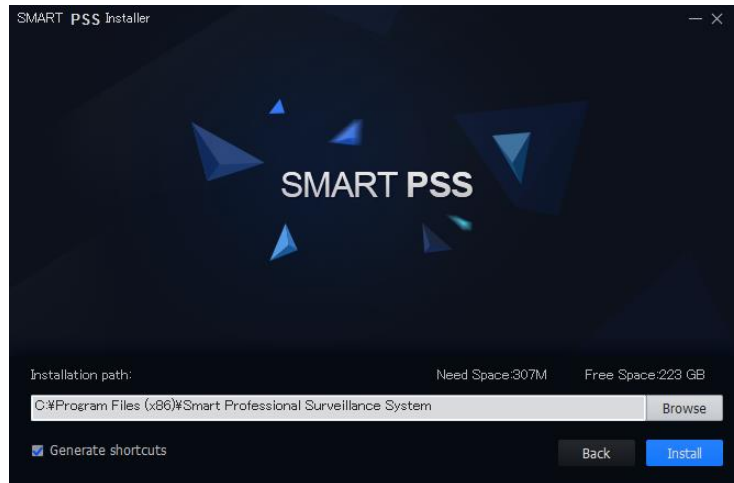 SMART PSS Installer
SMART PSS
Installation path: Need Space:307M Free Space:223 GB
C:¥Program Files (x86)¥Smart Professional Surveillance System Browse
Generate shortcuts Back Install